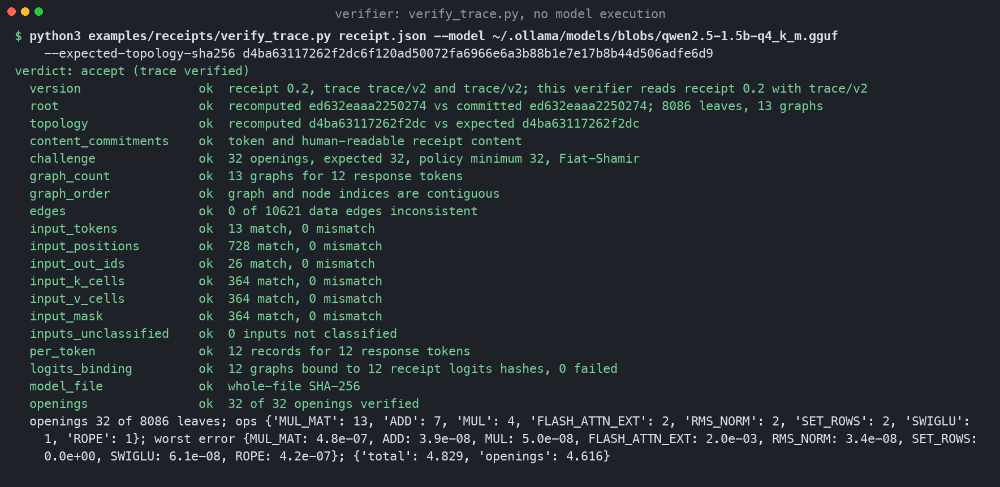 verifier: verify_trace.py, no model execution
$ python3 examples/receipts/verify_trace.py receipt.json --model ~/.ollama/models/blobs/qwen2.5-1.5b-q4_k_m.gguf
--expected-topology-sha256 d4ba63117262f2dc6f120ad50072fa6966e6a3b88b1e7e17b8b44d506adfe6d9
verdict: accept (trace verified)
version ok receipt 0.2, trace trace/v2 and trace/v2; this verifier reads receipt 0.2 with trace/v2
root ok recomputed ed632eaaa2250274 vs committed ed632eaaa2250274; 8086 leaves, 13 graphs
topology ok recomputed d4ba63117262f2dc vs expected d4ba63117262f2dc
content_commitments ok token and human-readable receipt content
challenge ok 32 openings, expected 32, policy minimum 32, Fiat-Shamir
graph_count ok 13 graphs for 12 response tokens
graph_order ok graph and node indices are contiguous
edges ok 0 of 10621 data edges inconsistent
input_tokens ok 13 match, 0 mismatch
input_positions ok 728 match, 0 mismatch
input_out_ids ok 26 match, 0 mismatch
input_k_cells ok 364 match, 0 mismatch
input_v_cells ok 364 match, 0 mismatch
input_mask ok 364 match, 0 mismatch
inputs_unclassified ok 0 inputs not classified
per_token ok 12 records for 12 response tokens
logits_binding ok 12 graphs bound to 12 receipt logits hashes, 0 failed
model_file ok whole-file SHA-256
openings ok 32 of 32 openings verified
openings 32 of 8086 leaves; ops {'MUL_MAT': 13, 'ADD': 7, 'MUL': 4, 'FLASH_ATTN_EXT': 2, 'RMS_NORM': 2, 'SET_ROWS': 2, 'SWIGLU':
1, 'ROPE': 1}; worst error {MUL_MAT: 4.8e-07, ADD: 3.9e-08, MUL: 5.0e-08, FLASH_ATTN_EXT: 2.0e-03, RMS_NORM: 3.4e-08, SET_ROWS:
0.0e+00, SWIGLU: 6.1e-08, ROPE: 4.2e-07}; {'total': 4.829, 'openings': 4.616}